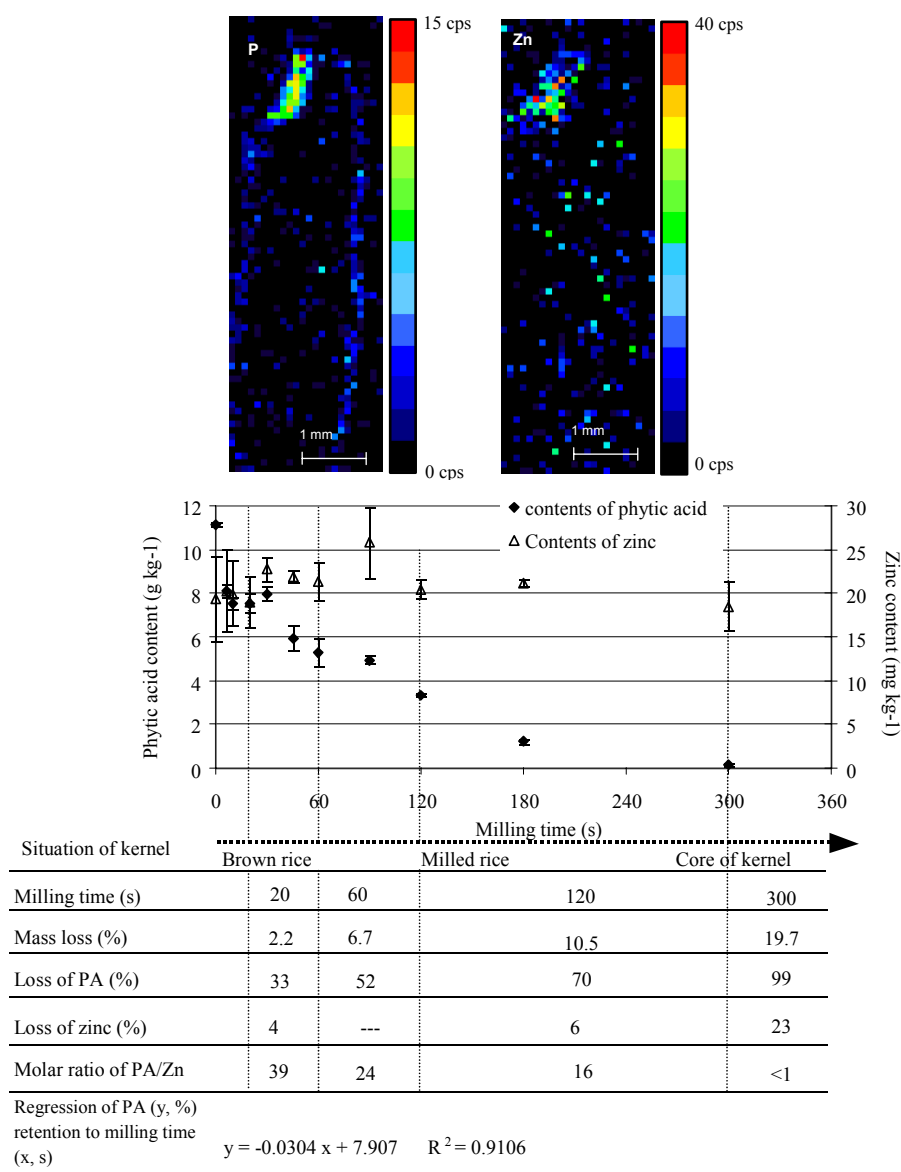 P
15 cps
0 cps
1 mm
Zn
40 cps
0 cps
1 mm
Phytic acid content (g kg-1)
12
10
8
6
4
2
0
contents of phytic acid
Contents of zinc
30
25
20
15
10
5
0
Zinc content (mg kg-1)
0 60 120 180 240 300 360
Milling time (s)
Situation of kernel Brown rice Milled rice Core of kernel
Milling time (s) 20 60 120 300
Mass loss (%) 2.2 6.7 10.5 19.7
Loss of PA (%) 33 52 70 99
Loss of zinc (%) 4 --- 6 23
Molar ratio of PA/Zn 39 24 16 <1
Regression of PA (y, %)
retention to milling time
(x, s)
y = -0.0304 x + 7.907 R² = 0.9106